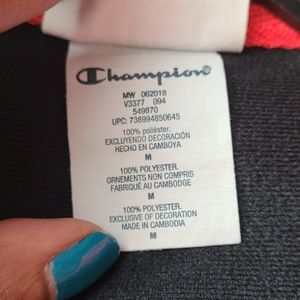 Champion®
MW 062018
V3377 094
549870
UPC: 738994850645
100% poliéster.
EXCLUYENDO DECORACIÓN
HECHO EN CAMBOYA
M
100% POLYESTER.
ORNEMENTS NON COMPRIS
FABRIQUÉ AU CAMBODGE
M
100% POLYESTER.
EXCLUSIVE OF DECORATION
MADE IN CAMBODIA
M